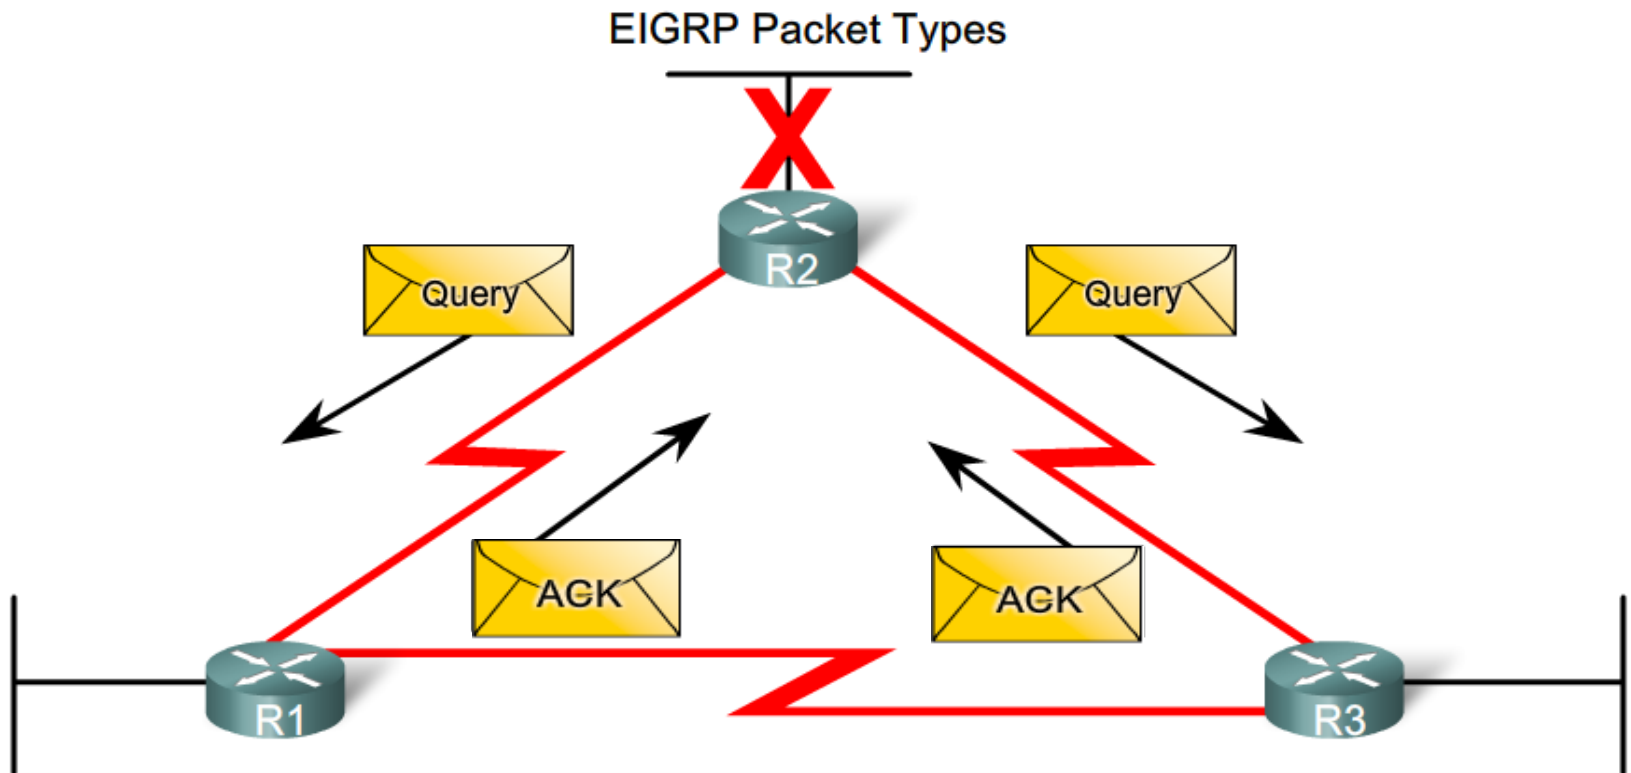 EIGRP Packet Types
R2
Query
Query
ACK
ACK
R1
R3